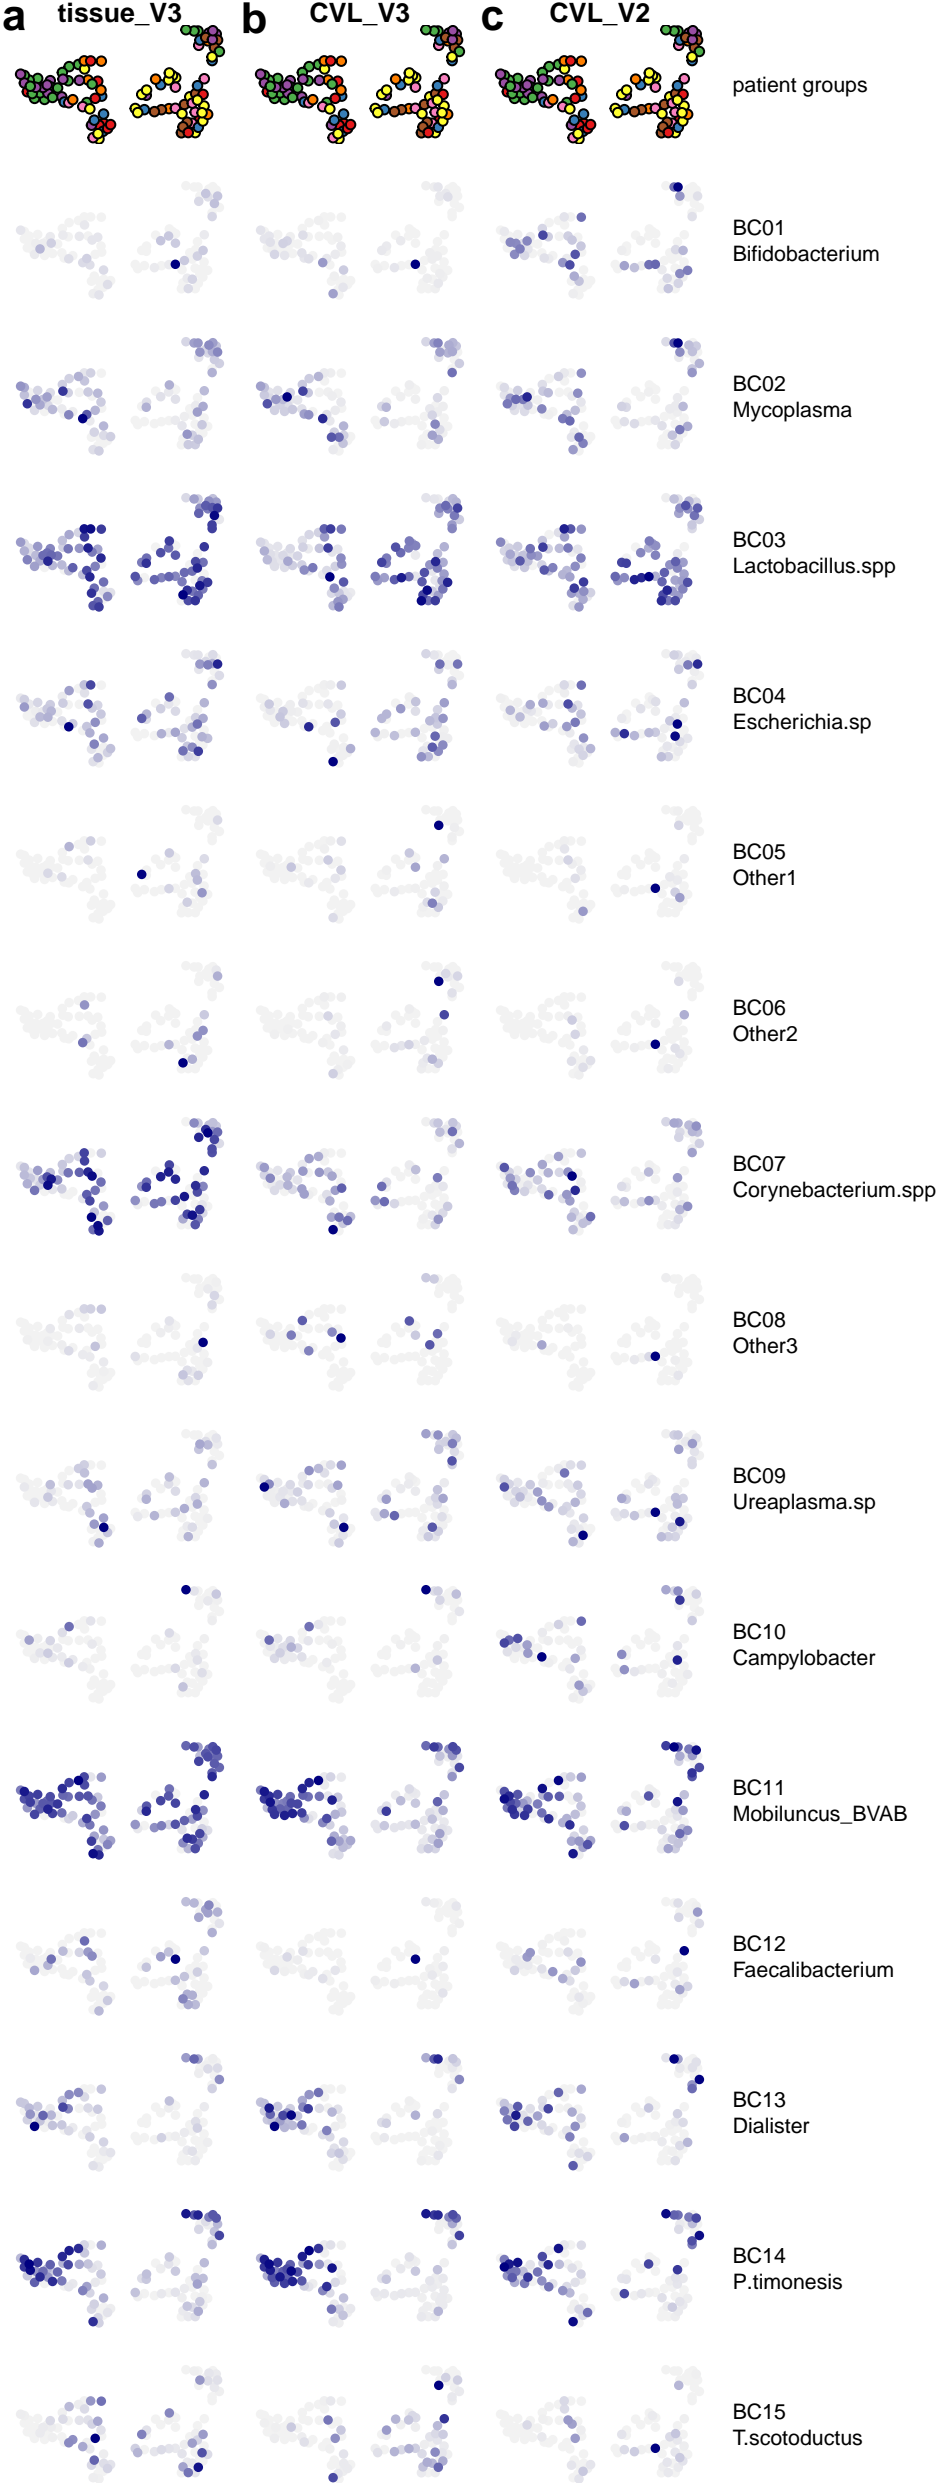 a tissue_V3 b CVL_V3 c CVL_V2
patient groups
BC01
Bifidobacterium
BC02
Mycoplasma
BC03
Lactobacillus.spp
BC04
Escherichia.sp
BC05
Other1
BC06
Other2
BC07
Corynebacterium.spp
BC08
Other3
BC09
Ureaplasma.sp
BC10
Campylobacter
BC11
Mobiluncus_BVAB
BC12
Faecalibacterium
BC13
Dialister
BC14
P.timonesis
BC15
T.scotoductus